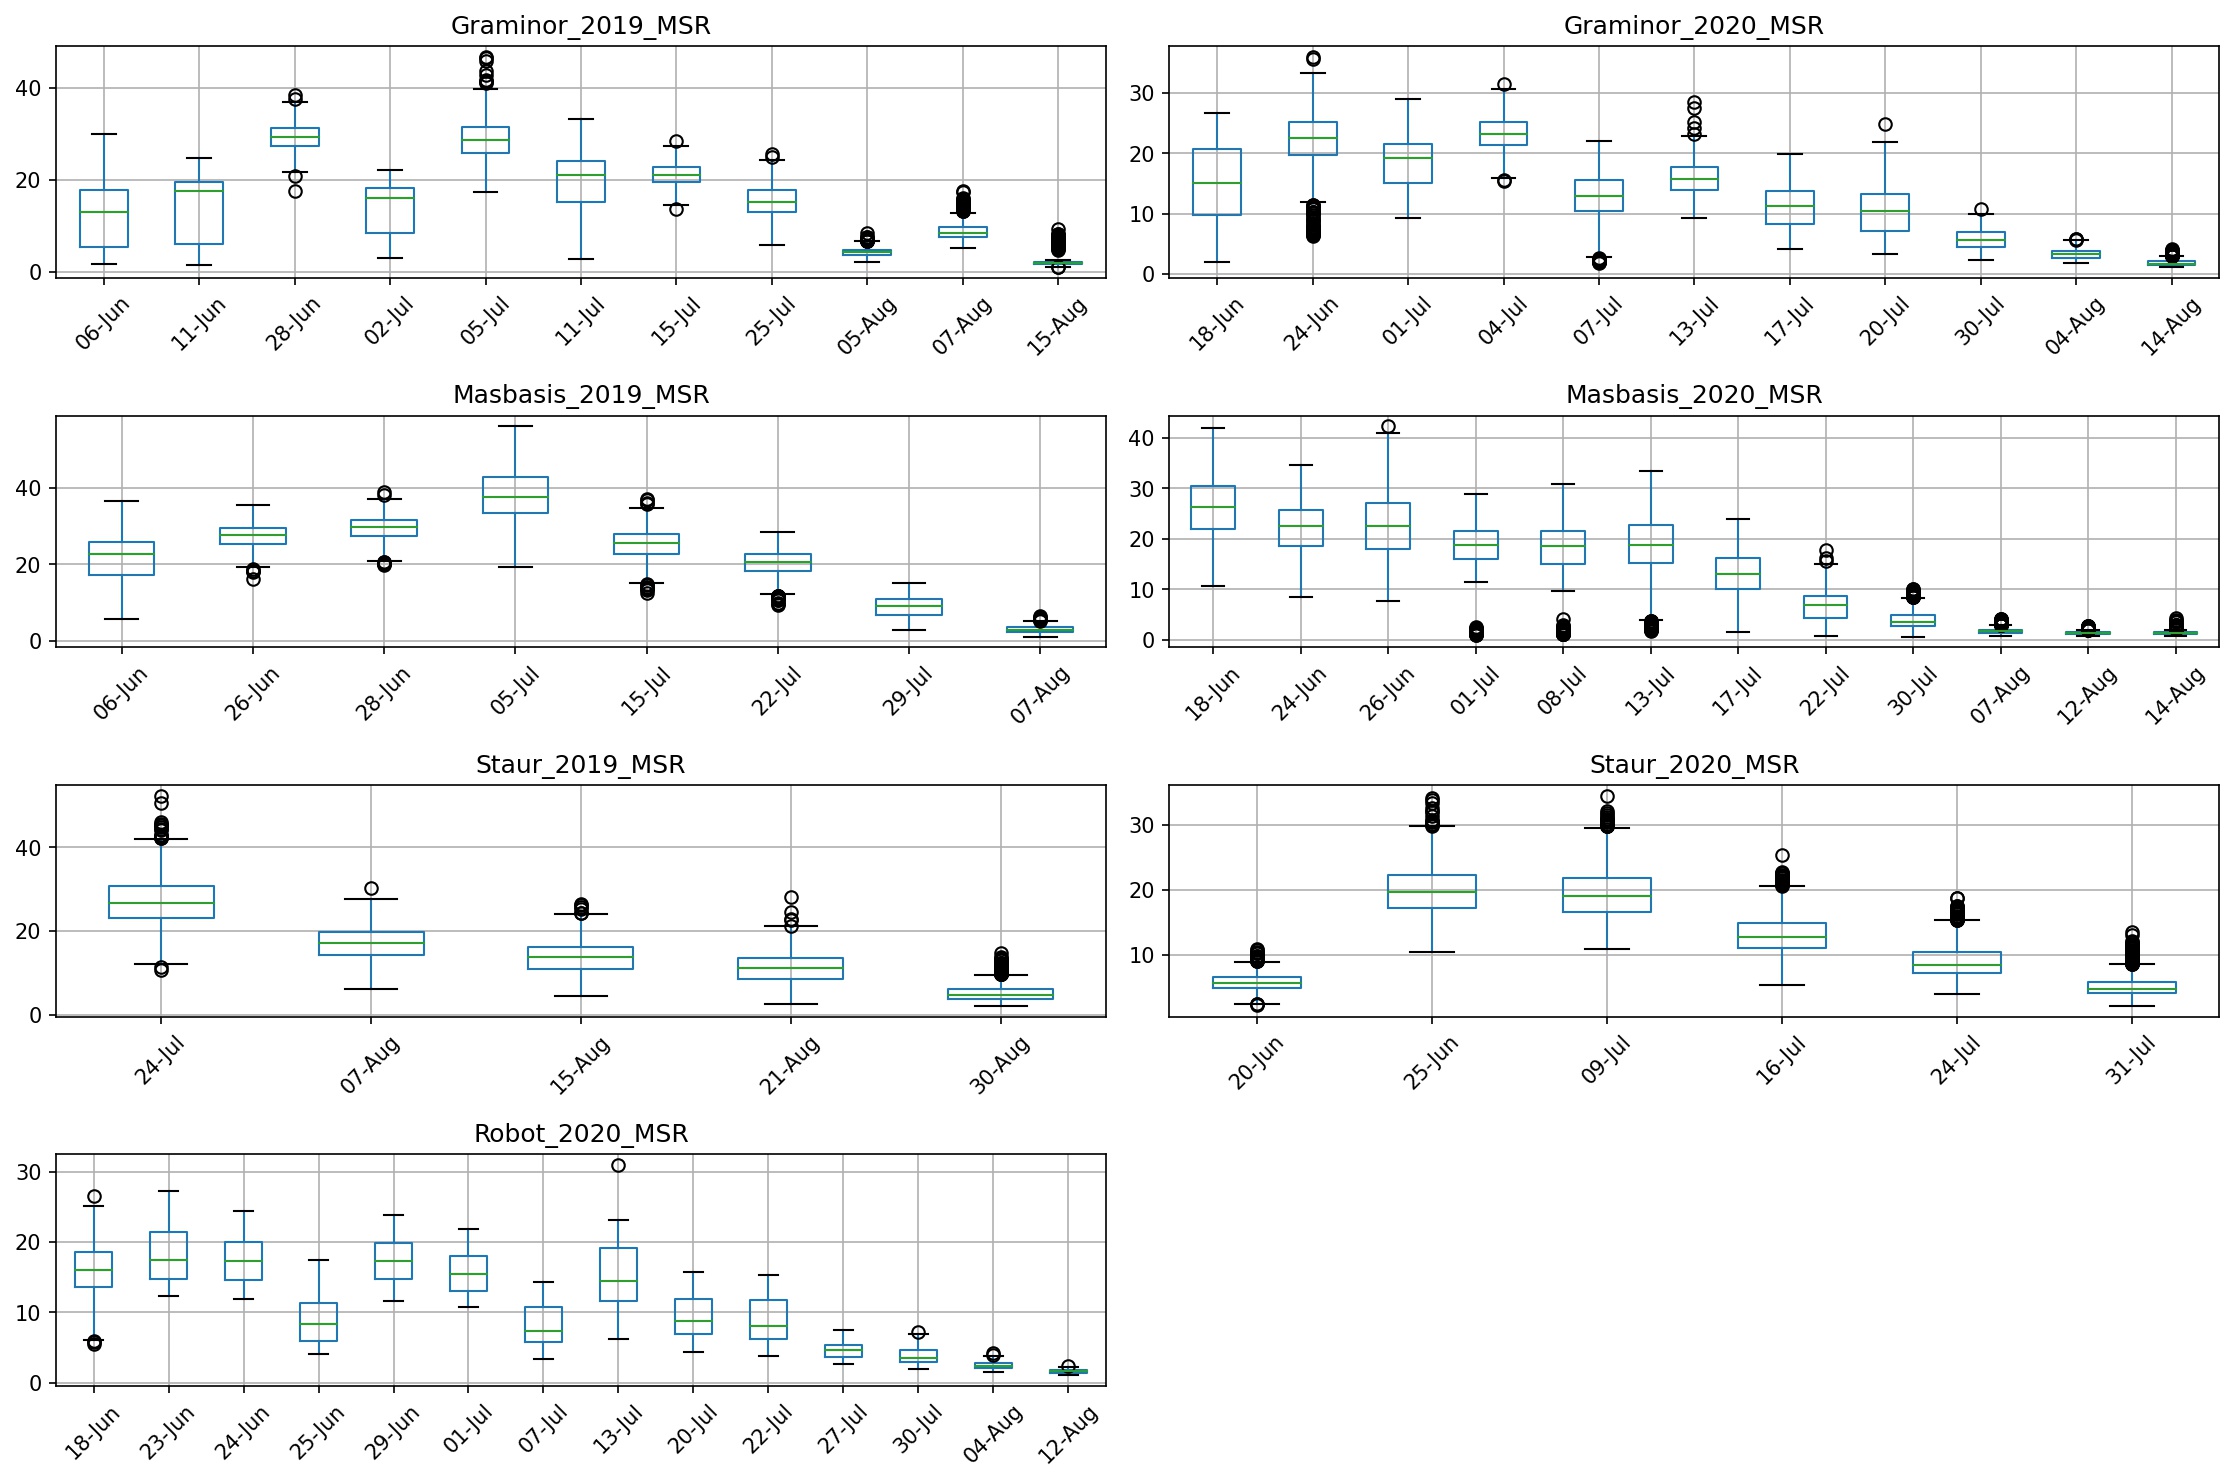 Graminor_2019_MSR
40
20
0
06-Jun 11-Jun 28-Jun 02-Jul 05-Jul 11-Jul 15-Jul 25-Jul 05-Aug 07-Aug 15-Aug
Graminor_2020_MSR
30
20
10
0
18-Jun 24-Jun 01-Jul 04-Jul 07-Jul 13-Jul 17-Jul 20-Jul 30-Jul 04-Aug 14-Aug
Masbasis_2019_MSR
40
20
0
06-Jun 26-Jun 28-Jun 05-Jul 15-Jul 22-Jul 29-Jul 07-Aug
Masbasis_2020_MSR
40
30
20
10
0
18-Jun 24-Jun 26-Jun 01-Jul 08-Jul 13-Jul 17-Jul 22-Jul 30-Jul 07-Aug 12-Aug 14-Aug
Staur_2019_MSR
40
20
0
24-Jul 07-Aug 15-Aug 21-Aug 30-Aug
Staur_2020_MSR
30
20
10
20-Jun 25-Jun 09-Jul 16-Jul 24-Jul 31-Jul
Robot_2020_MSR
30
20
10
0
18-Jun 23-Jun 24-Jun 25-Jun 29-Jun 01-Jul 07-Jul 13-Jul 20-Jul 22-Jul 27-Jul 30-Jul 04-Aug 12-Aug